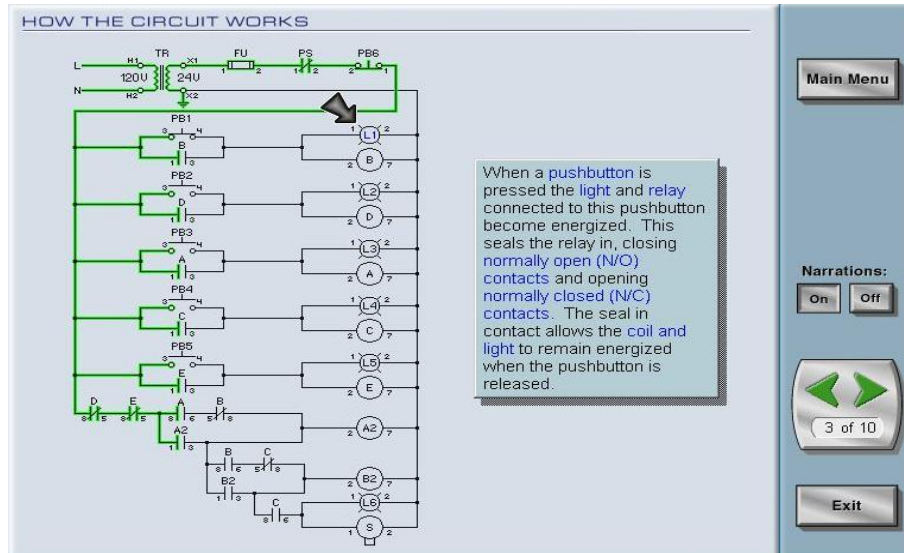 HOW THE CIRCUIT WORKS
TR FU PS PB6
L H1 X1 1 2 1 2 2 1
120V 24V
N H2 X2
PB1
3 4 1 L1 2
B
1 3 2 B 7
PB2
3 4 1 L2 2
D
1 3 2 D 7
PB3
3 4 1 L3 2
A
1 3 2 A 7
PB4
3 4 1 L4 2
C
1 3 2 C 7
PB5
3 4 1 L5 2
E
1 3 2 E 7
D E A B
8 5 8 5 8 6 5 8
A2
1 3 2 A2 7
B C
8 6 5 8
B2
1 3 2 B2 7
C 1 L6 2
8 6 1 S 2
When a pushbutton is
pressed the light and relay
connected to this pushbutton
become energized. This
seals the relay in, closing
normally open (N/O)
contacts and opening
normally closed (N/C)
contacts. The seal in
contact allows the coil and
light to remain energized
when the pushbutton is
released.
Main Menu
Narrations:
On Off
3 of 10
Exit